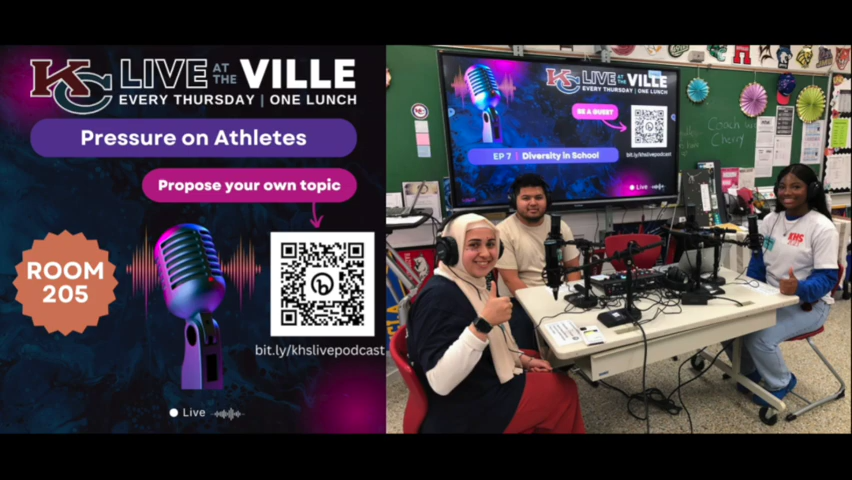 KC LIVE AT THE VILLE
EVERY THURSDAY | ONE LUNCH
Pressure on Athletes
Propose your own topic
ROOM
205
bit.ly/khslivepodcast
Live
KC LIVE AT THE VILLE
EVERY THURSDAY | ONE LUNCH
BE A GUEST
bit.ly/khslivepodcast
EP 7 | Diversity in School
Live
Coach
Cherry
KHS